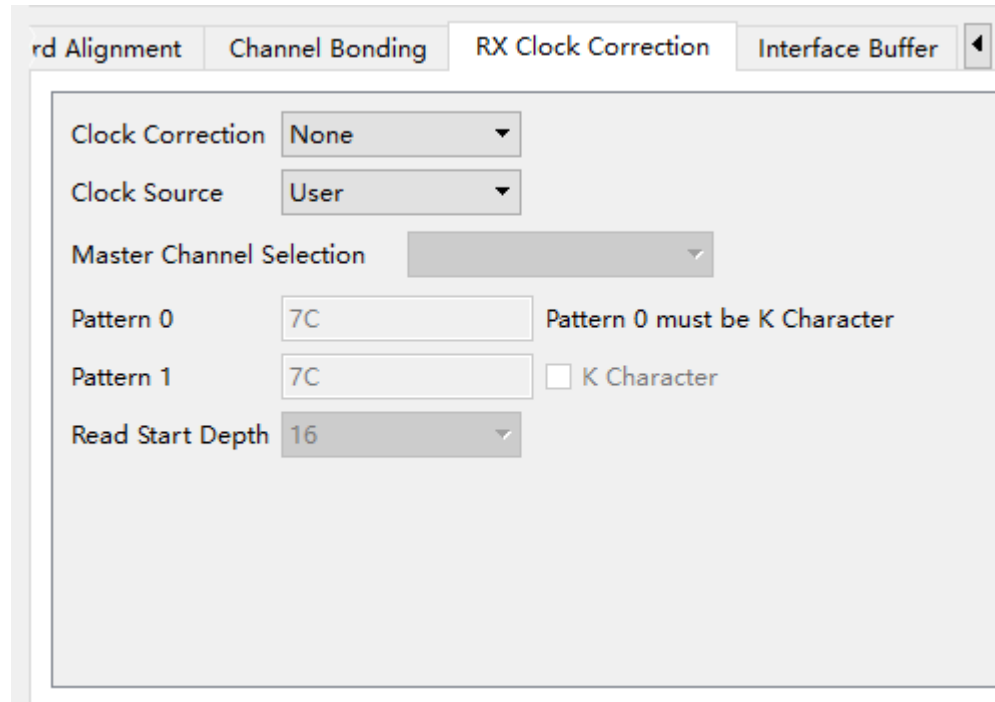 rd Alignment Channel Bonding RX Clock Correction Interface Buffer
Clock Correction None
Clock Source User
Master Channel Selection
Pattern 0 7C Pattern 0 must be K Character
Pattern 1 7C K Character
Read Start Depth 16